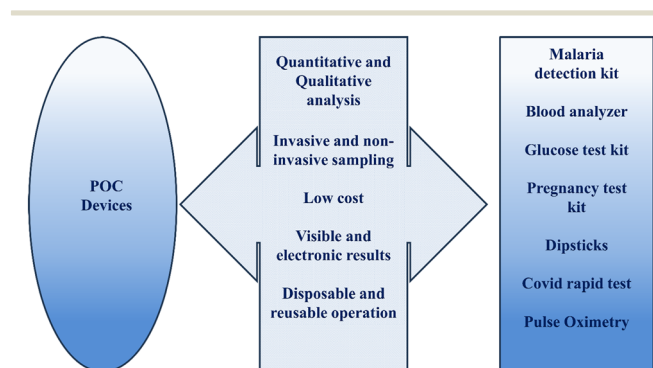 POC
Devices
Quantitative and
Qualitative
analysis
Invasive and non-
invasive sampling
Low cost
Visible and
electronic results
Disposable and
reusable operation
Malaria
detection kit
Blood analyzer
Glucose test kit
Pregnancy test
kit
Dipsticks
Covid rapid test
Pulse Oximetry